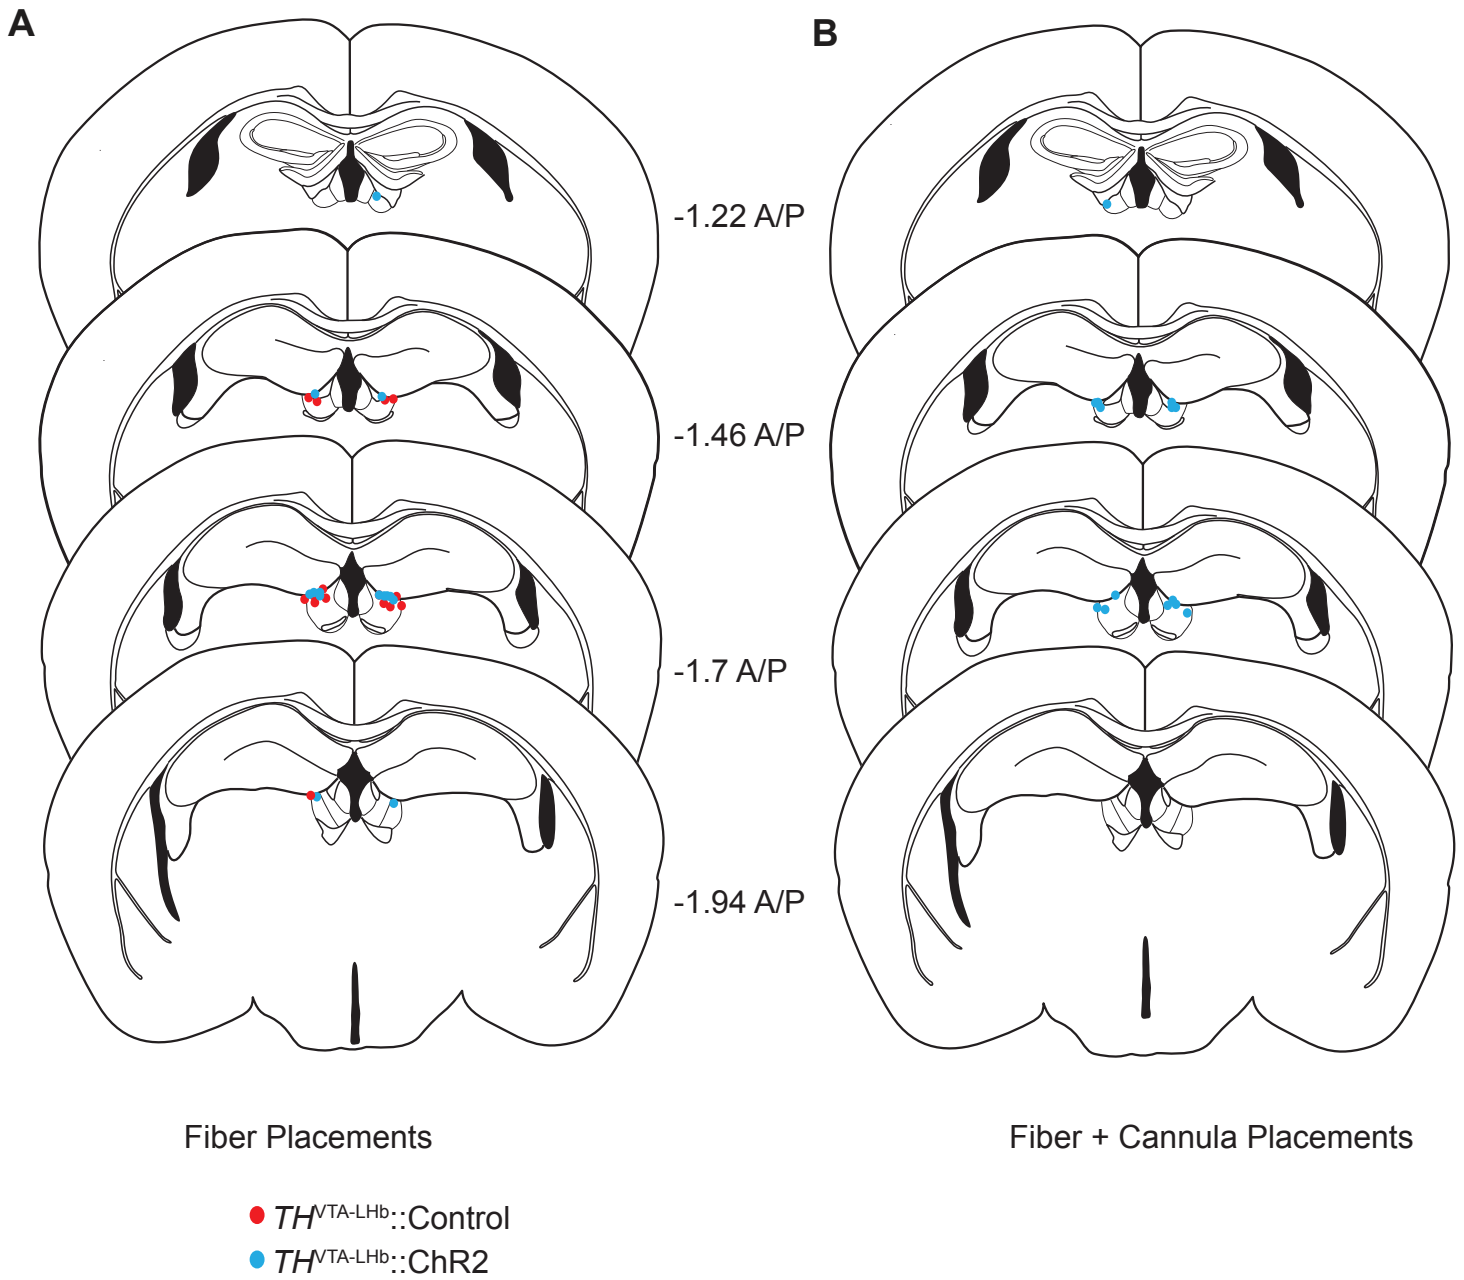 A
B
-1.22 A/P
-1.46 A/P
-1.7 A/P
-1.94 A/P
Fiber Placements
Fiber + Cannula Placements
TH^VTA-LHb::Control
TH^VTA-LHb::ChR2